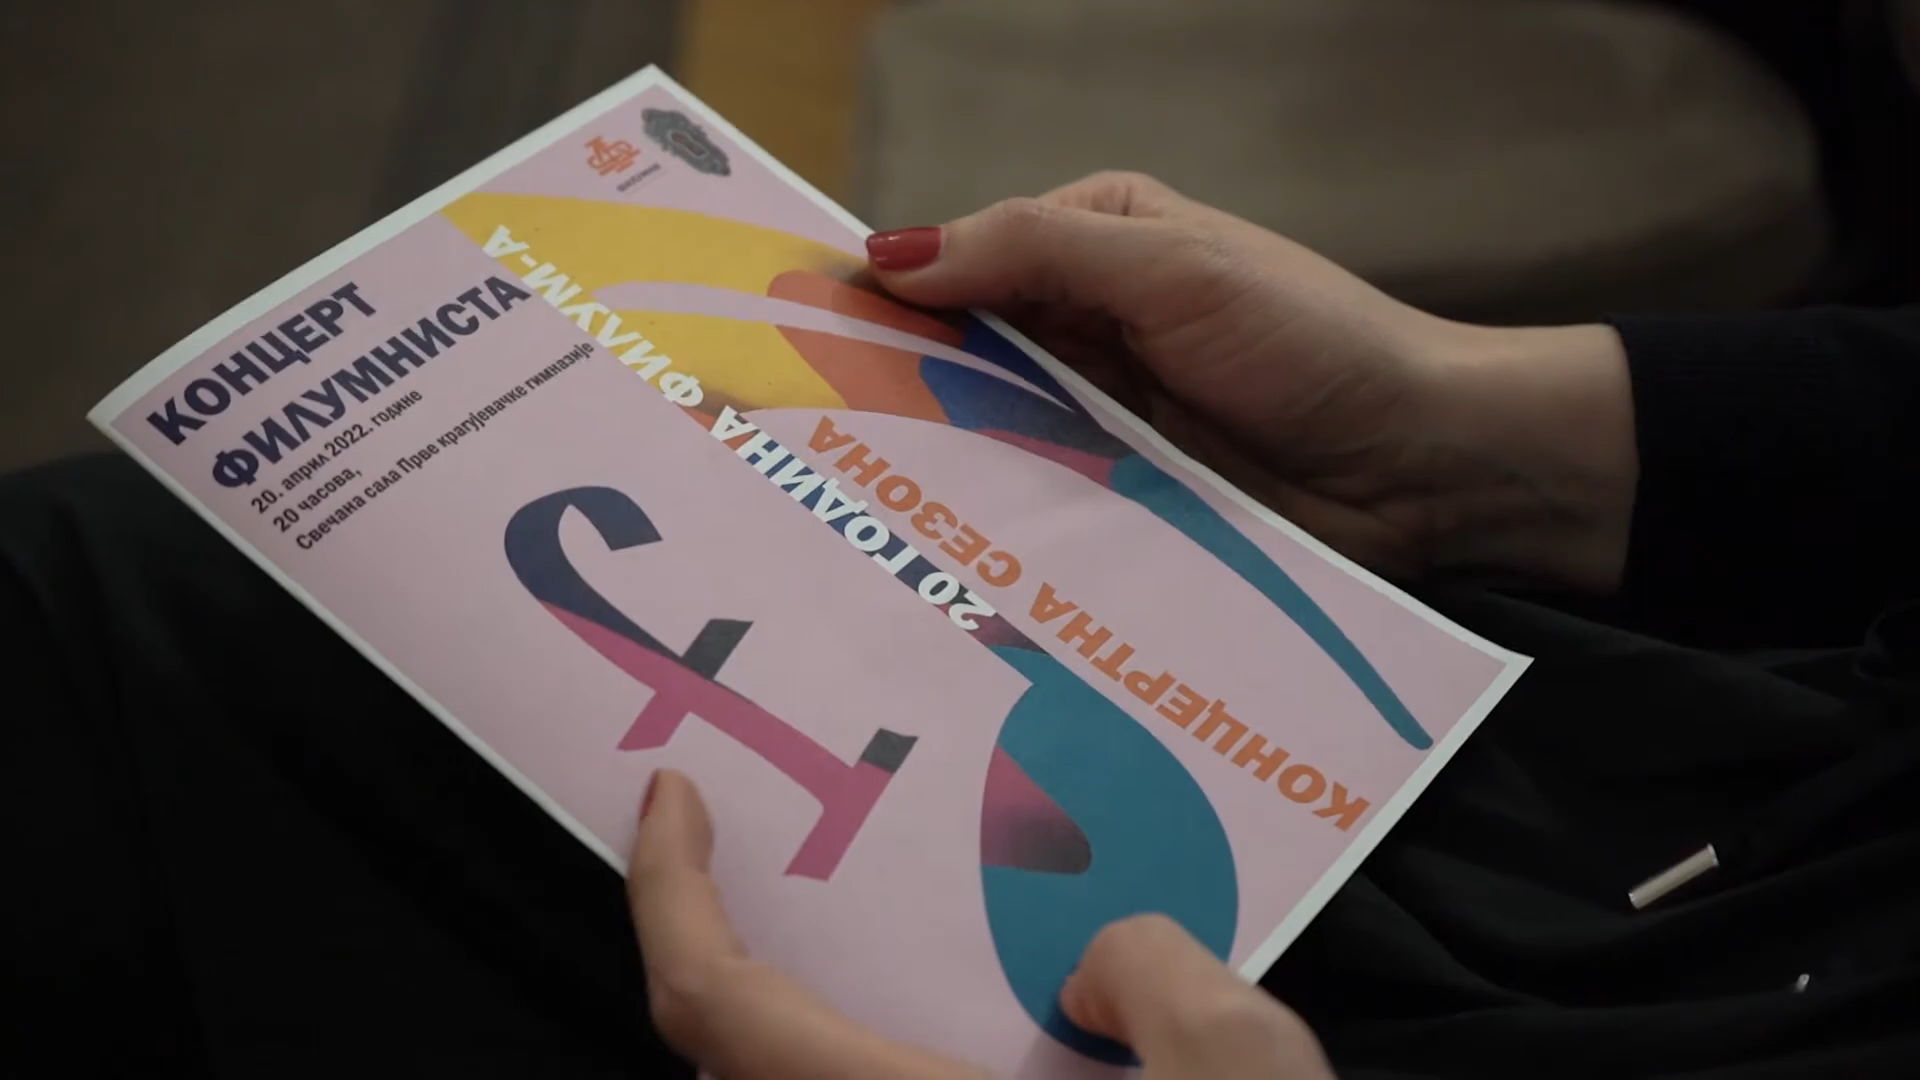 КОНЦЕРТ
ФИЛУМНИСТА
20. април 2022. године
20 часова,
Свечана сала Прве крагујевачке гимназије
20 ГОДИНА ФИЛУМ-А
КОНЦЕРТНА СЕЗОНА